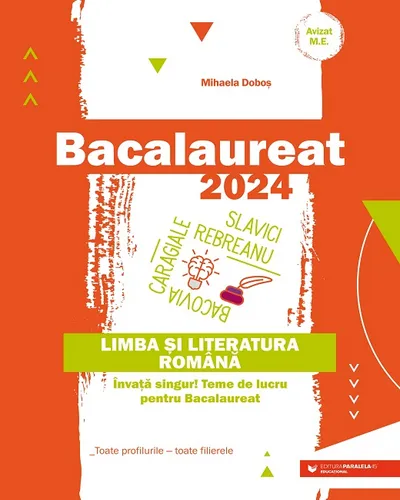 Avizat
M.E.
Mihaela Doboș
Bacalaureat
2024
SLAVICI
REBREANU
CARAGIALE
BACOVIA
LIMBA ȘI LITERATURA
ROMÂNĂ
Învață singur! Teme de lucru
pentru Bacalaureat
_Toate profilurile – toate filierele
EDITURA PARALELA 45
EDUCAȚIONAL